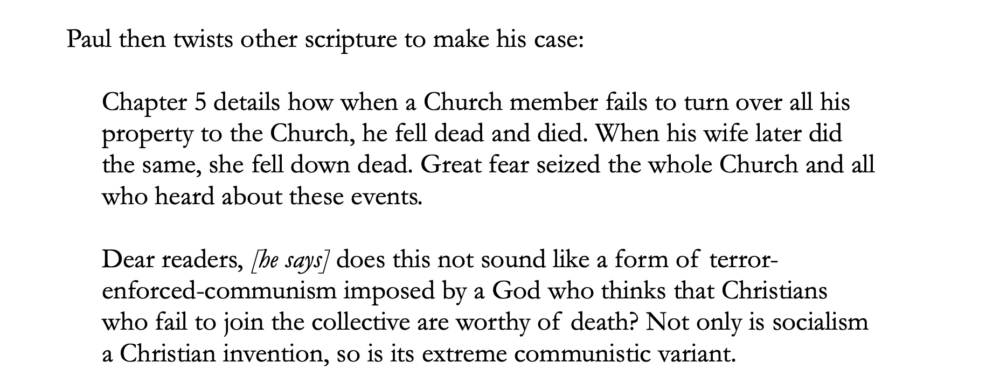 Paul then twists other scripture to make his case:
Chapter 5 details how when a Church member fails to turn over all his
property to the Church, he fell dead and died. When his wife later did
the same, she fell down dead. Great fear seized the whole Church and all
who heard about these events.
Dear readers, [he says] does this not sound like a form of terror-
enforced-communism imposed by a God who thinks that Christians
who fail to join the collective are worthy of death? Not only is socialism
a Christian invention, so is its extreme communistic variant.